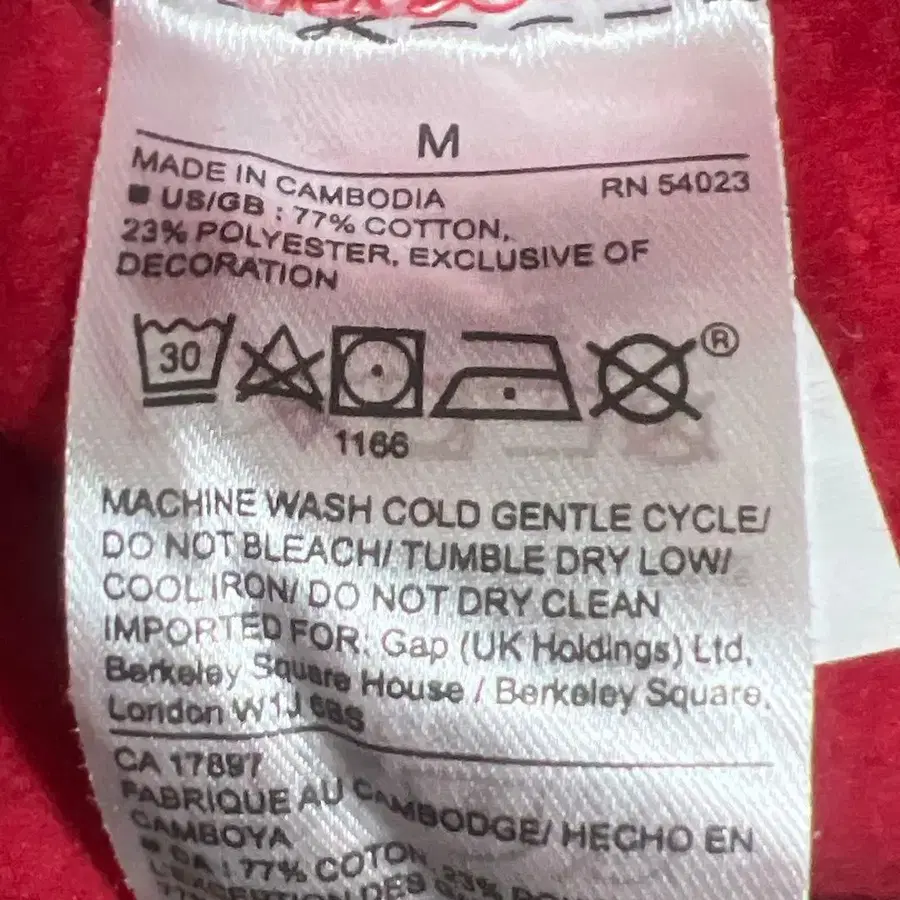 M
MADE IN CAMBODIA RN 54023
US/GB : 77% COTTON,
23% POLYESTER, EXCLUSIVE OF
DECORATION
30
®
1166
MACHINE WASH COLD GENTLE CYCLE/
DO NOT BLEACH/ TUMBLE DRY LOW/
COOL IRON/ DO NOT DRY CLEAN
IMPORTED FOR: Gap (UK Holdings) Ltd.
Berkeley Square House / Berkeley Square,
London W1J 6BS
CA 17897
FABRIQUE AU CAMBODGE/ HECHO EN
CAMBOYA
CA : 77% COTON, 23%